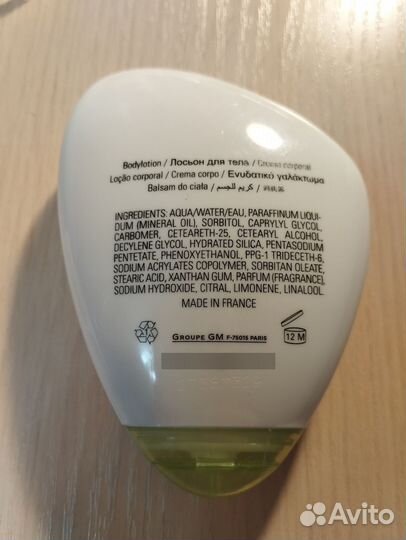 Bodylotion / Лосьон для тела / Crema corporal
Loção corporal / Crema corpo / Ενυδατικό γαλάκτωμα
Balsam do ciała / كريم للجسم / 润肤露
INGREDIENTS: AQUA/WATER/EAU, PARAFFINUM LIQUI-
DUM (MINERAL OIL), SORBITOL, CAPRYLYL GLYCOL,
CARBOMER, CETEARETH-25, CETEARYL ALCOHOL,
DECYLENE GLYCOL, HYDRATED SILICA, PENTASODIUM
PENTETATE, PHENOXYETHANOL, PPG-1 TRIDECETH-6,
SODIUM ACRYLATES COPOLYMER, SORBITAN OLEATE,
STEARIC ACID, XANTHAN GUM, PARFUM (FRAGRANCE),
SODIUM HYDROXIDE, CITRAL, LIMONENE, LINALOOL.
MADE IN FRANCE
GROUPE GM F-75015 PARIS
12 M
Avito